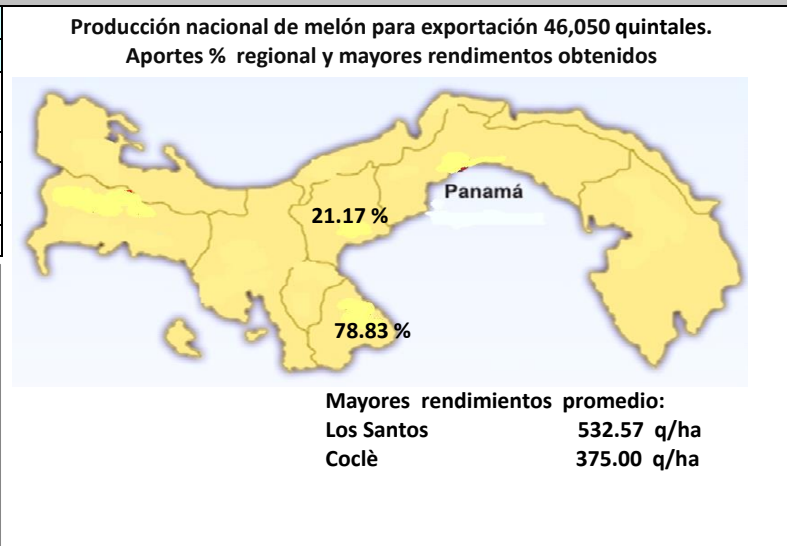 Producción nacional de melón para exportación 46,050 quintales.
Aportes % regional y mayores rendimentos obtenidos
Panamá
21.17 %
78.83 %
Mayores rendimientos promedio:
Los Santos 532.57 q/ha
Coclè 375.00 q/ha